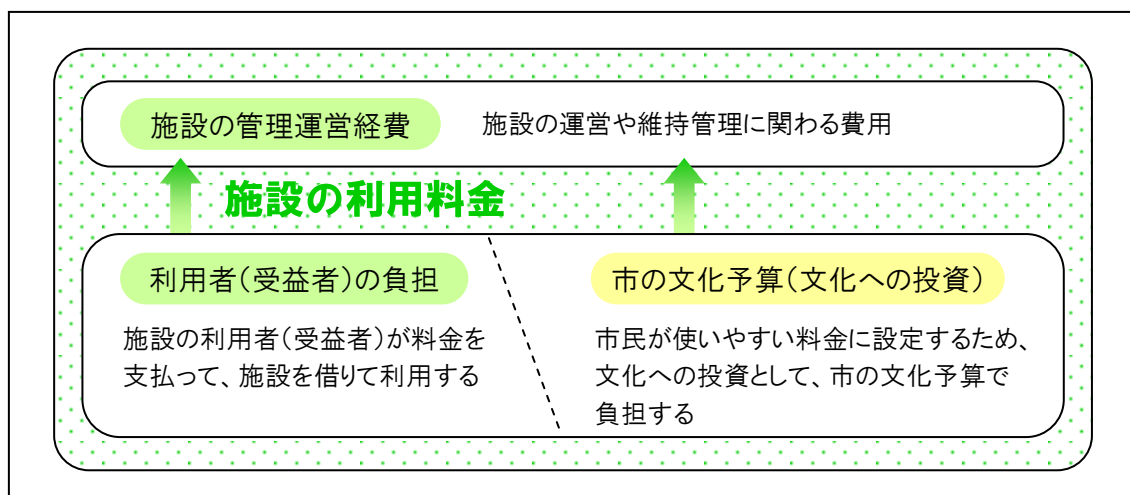 施設の管理運営経費 施設の運営や維持管理に関わる費用
施設の利用料金
利用者(受益者)の負担
施設の利用者(受益者)が料金を
支払って、施設を借りて利用する
市の文化予算(文化への投資)
市民が使いやすい料金に設定するため、
文化への投資として、市の文化予算で
負担する